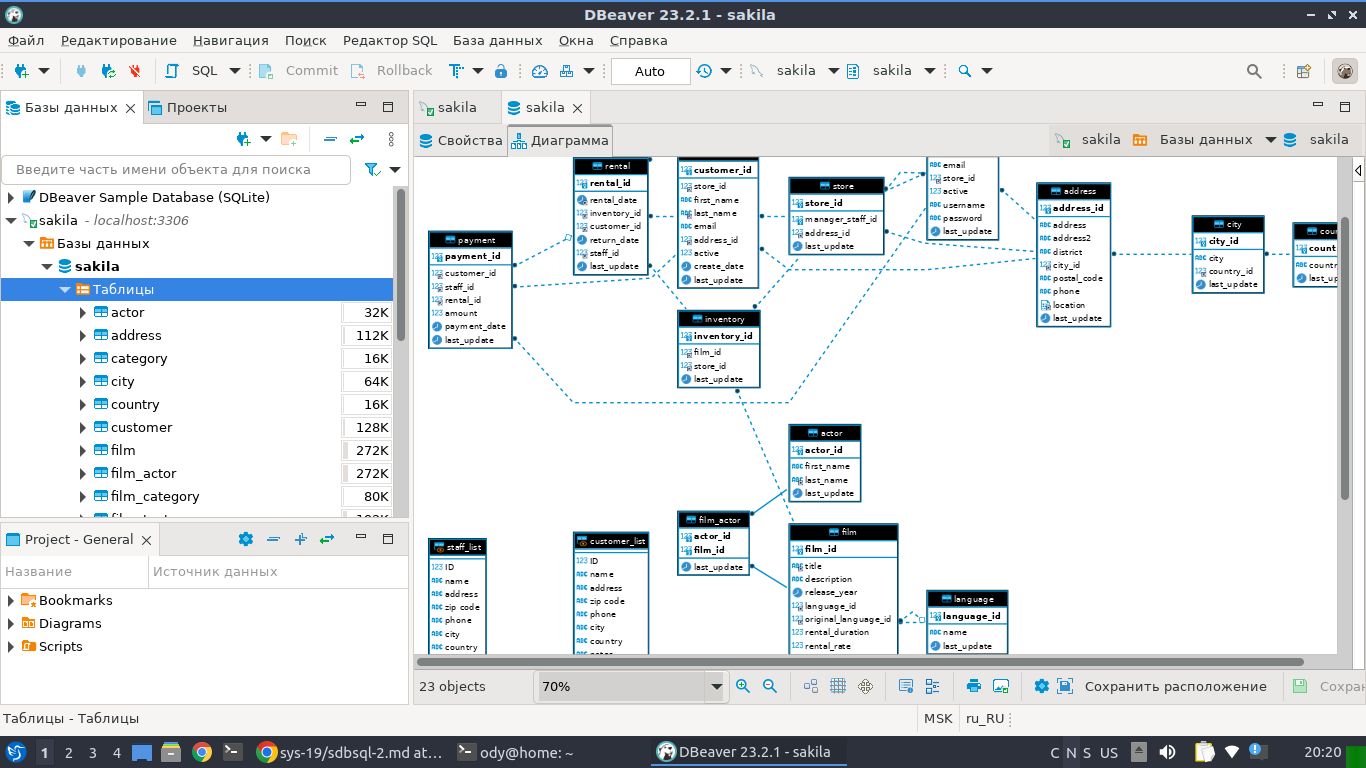 DBeaver 23.2.1 - sakila
Файл Редактирование Навигация Поиск Редактор SQL База данных Окна Справка
SQL Commit Rollback Auto sakila sakila
Базы данных Проекты
sakila sakila
Свойства Диаграмма sakila Базы данных sakila
Введите часть имени объекта для поиска
DBeaver Sample Database (SQLite)
sakila - localhost:3306
Базы данных
sakila
Таблицы
actor 32K
address 112K
category 16K
city 64K
country 16K
customer 128K
film 272K
film_actor 272K
film_category 80K
Project - General
Название Источник данных
Bookmarks
Diagrams
Scripts
payment
payment_id
customer_id
staff_id
rental_id
amount
payment_date
last_update
rental
rental_id
rental_date
inventory_id
customer_id
return_date
staff_id
last_update
customer_id
store_id
first_name
last_name
email
address_id
active
create_date
last_update
store
store_id
manager_staff_id
address_id
last_update
email
store_id
active
username
password
last_update
address
address_id
address
address2
district
city_id
postal_code
phone
location
last_update
city
city_id
city
country_id
last_update
cou
count
countr
last_up
inventory
inventory_id
film_id
store_id
last_update
actor
actor_id
first_name
last_name
last_update
film_actor
actor_id
film_id
last_update
film
film_id
title
description
release_year
language_id
original_language_id
rental_duration
rental_rate
language
language_id
name
last_update
staff_list
ID
name
address
zip code
phone
city
country
customer_list
ID
name
address
zip code
phone
city
country
23 objects 70% Сохранить расположение Сохран
Таблицы - Таблицы MSK ru_RU
1 2 3 4 sys-19/sdbsql-2.md at... ody@home: ~ DBeaver 23.2.1 - sakila C N S US 20:20